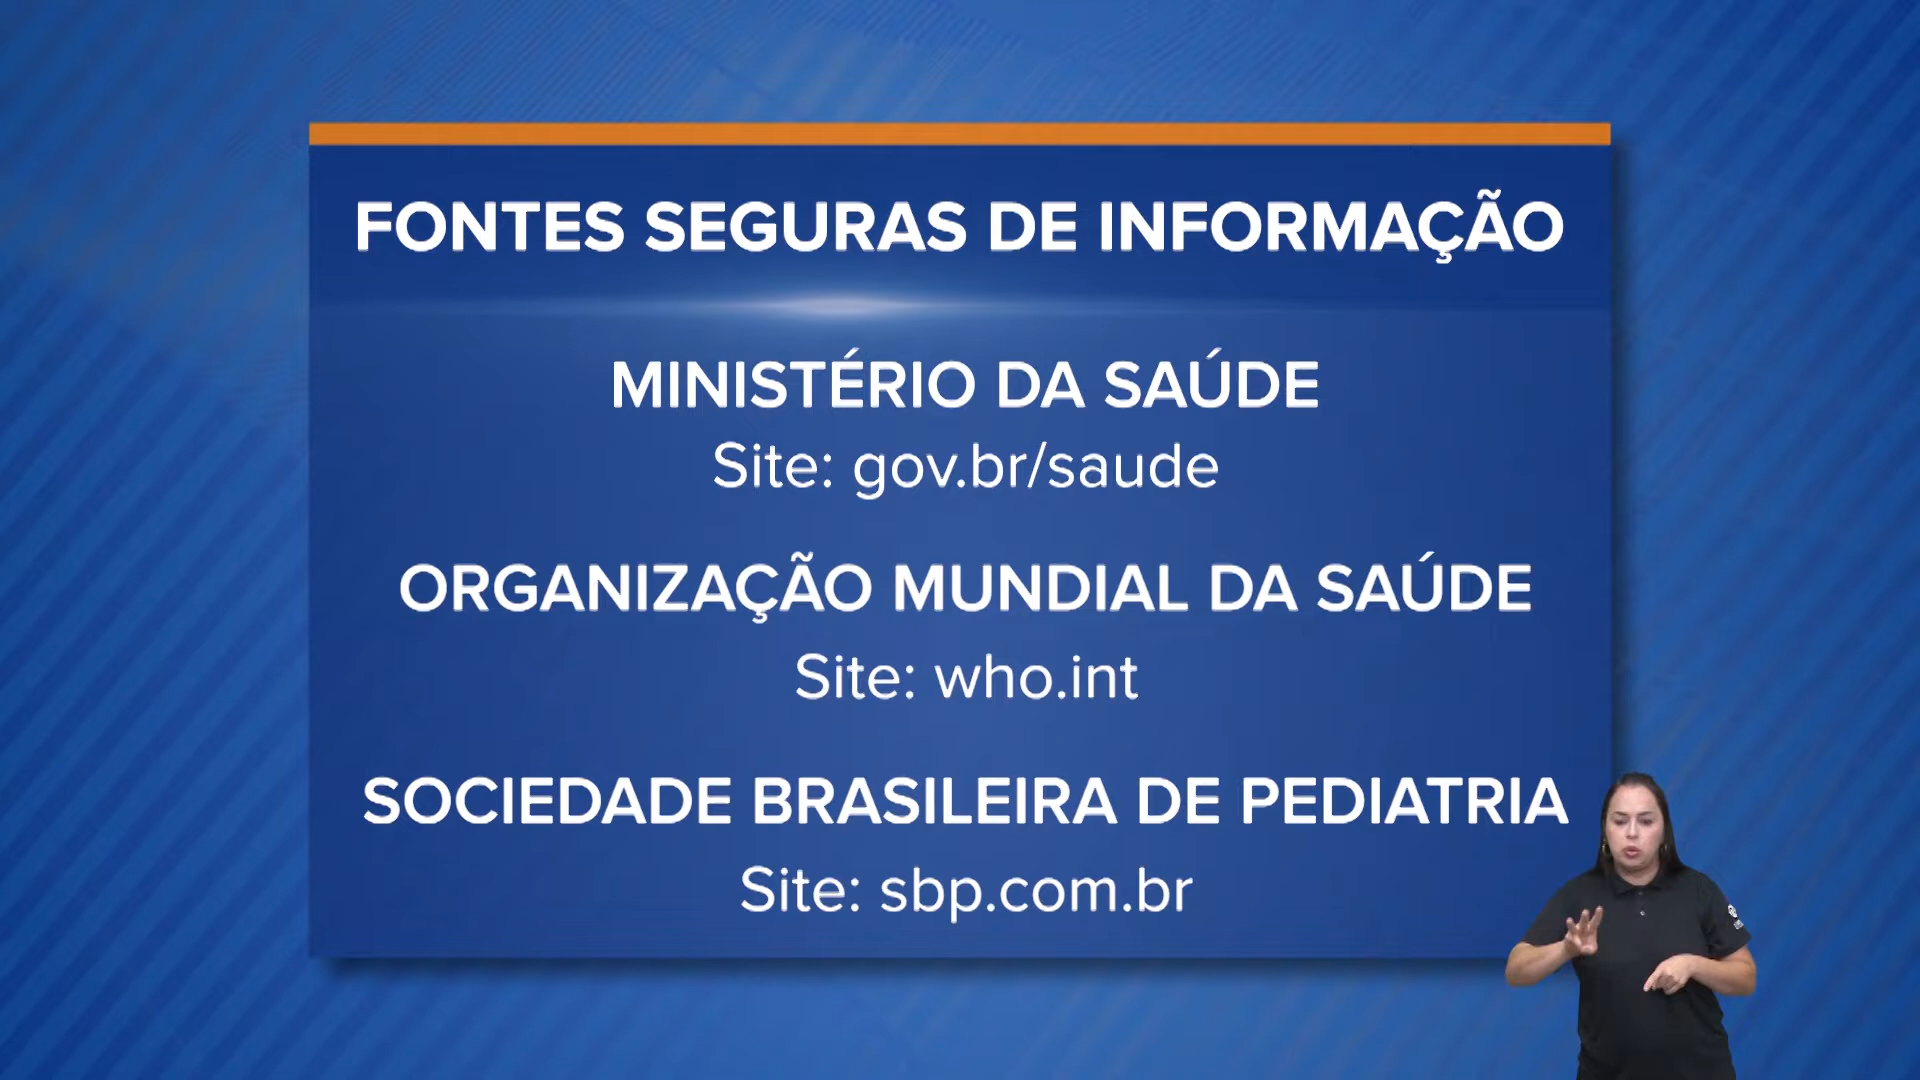 FONTES SEGURAS DE INFORMAÇÃO
MINISTÉRIO DA SAÚDE
Site: gov.br/saude
ORGANIZAÇÃO MUNDIAL DA SAÚDE
Site: who.int
SOCIEDADE BRASILEIRA DE PEDIATRIA
Site: sbp.com.br